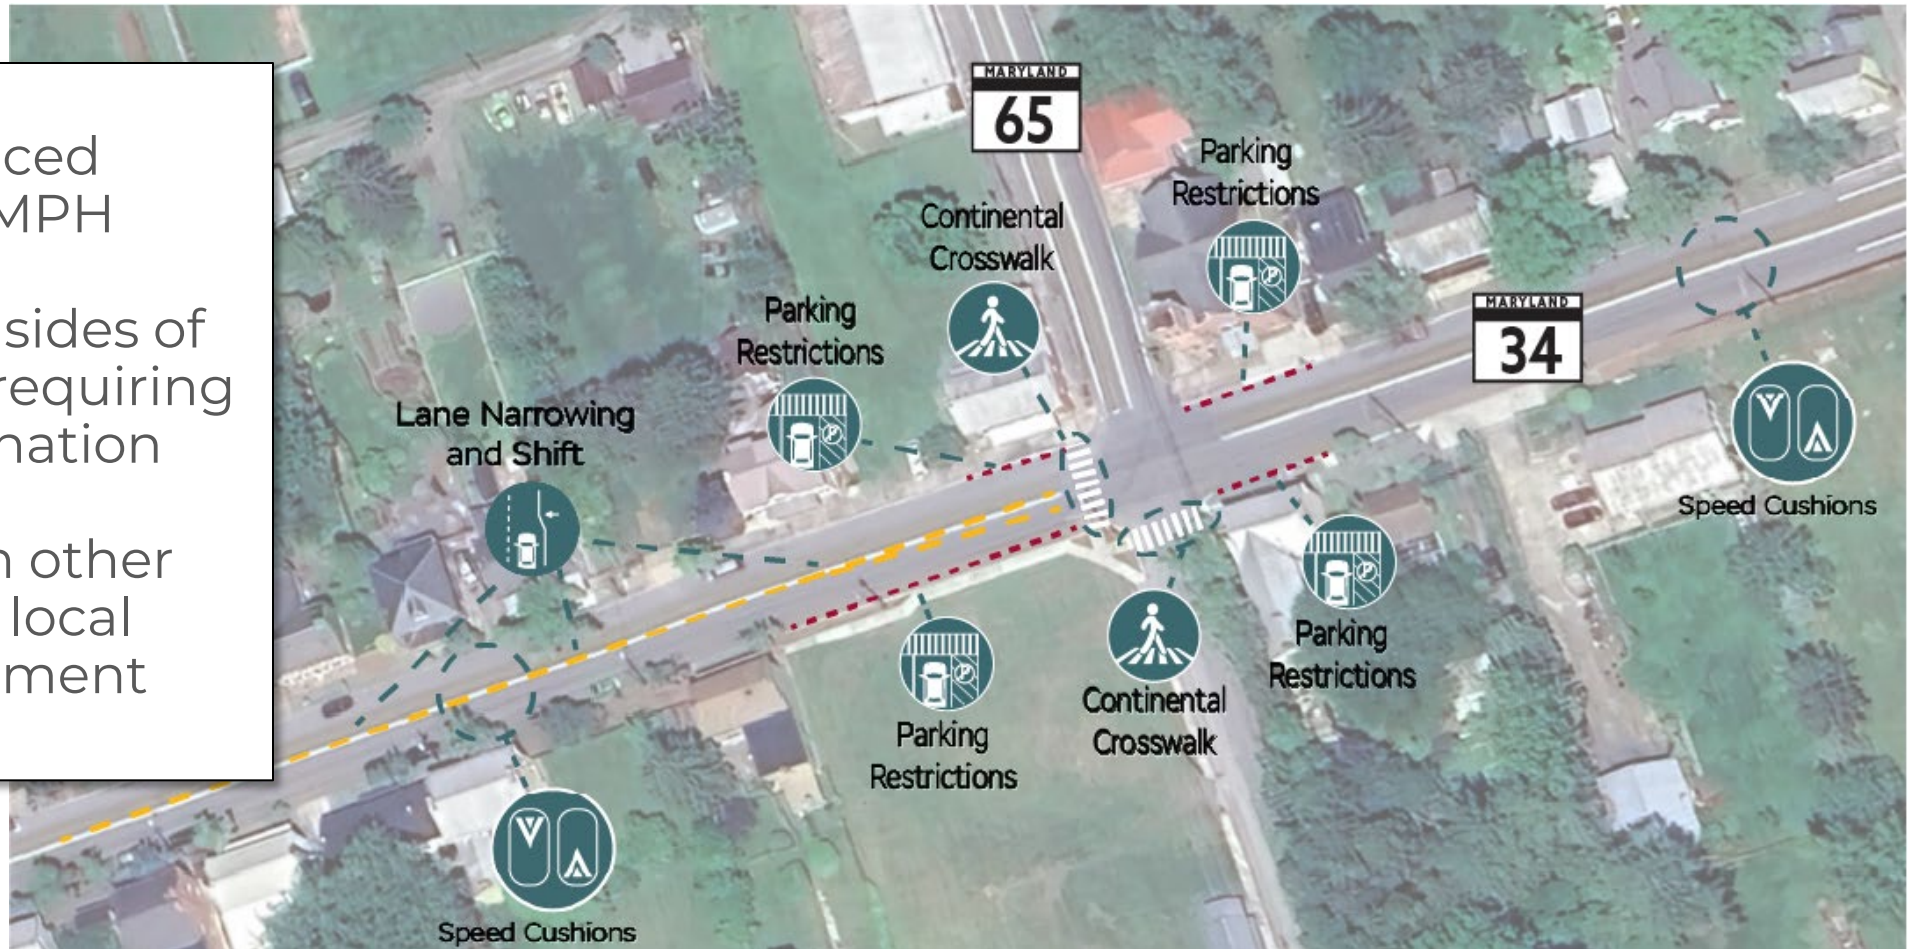 ced
MPH
sides of
requiring
nation
n other
local
ment
MARYLAND
65
Parking
Restrictions
Continental
Crosswalk
Parking
Restrictions
MARYLAND
34
Lane Narrowing
and Shift
Speed Cushions
Parking
Restrictions
Continental
Crosswalk
Parking
Restrictions
Speed Cushions